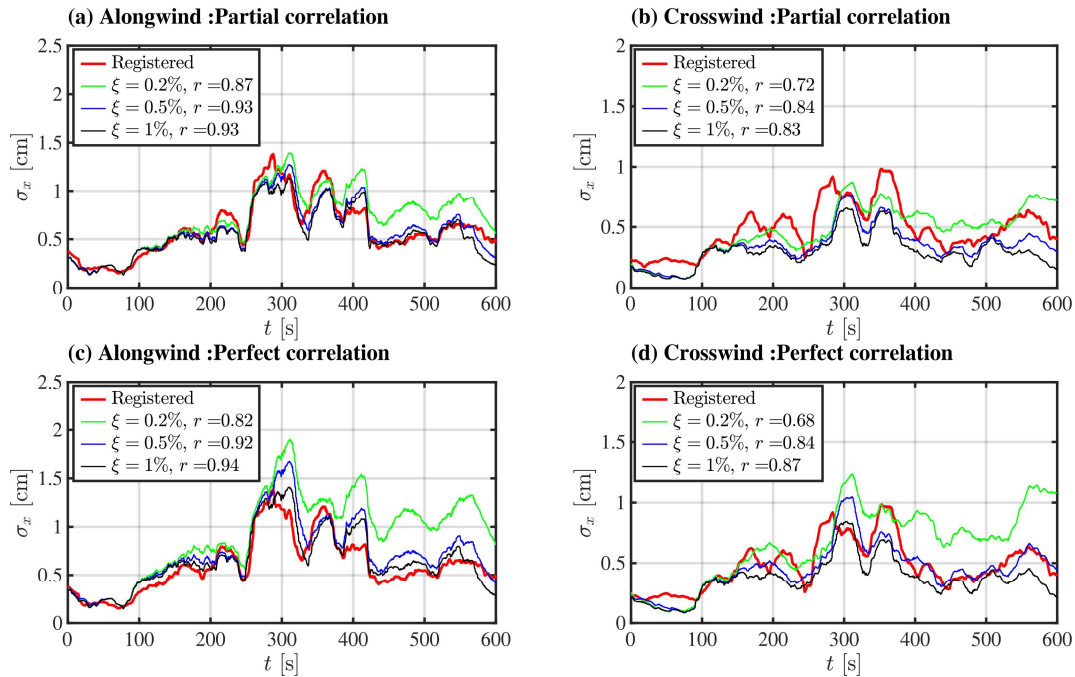 (a) Alongwind :Partial correlation
2.5
2
1.5
1
0.5
0
σx [cm]
Registered
ξ = 0.2%, r =0.87
ξ = 0.5%, r =0.93
ξ = 1%, r =0.93
0 100 200 300 400 500 600
t [s]
(b) Crosswind :Partial correlation
2
1.5
1
0.5
0
σx [cm]
Registered
ξ = 0.2%, r =0.72
ξ = 0.5%, r =0.84
ξ = 1%, r =0.83
0 100 200 300 400 500 600
t [s]
(c) Alongwind :Perfect correlation
2.5
2
1.5
1
0.5
0
σx [cm]
Registered
ξ = 0.2%, r =0.82
ξ = 0.5%, r =0.92
ξ = 1%, r =0.94
0 100 200 300 400 500 600
t [s]
(d) Crosswind :Perfect correlation
2
1.5
1
0.5
0
σx [cm]
Registered
ξ = 0.2%, r =0.68
ξ = 0.5%, r =0.84
ξ = 1%, r =0.87
0 100 200 300 400 500 600
t [s]